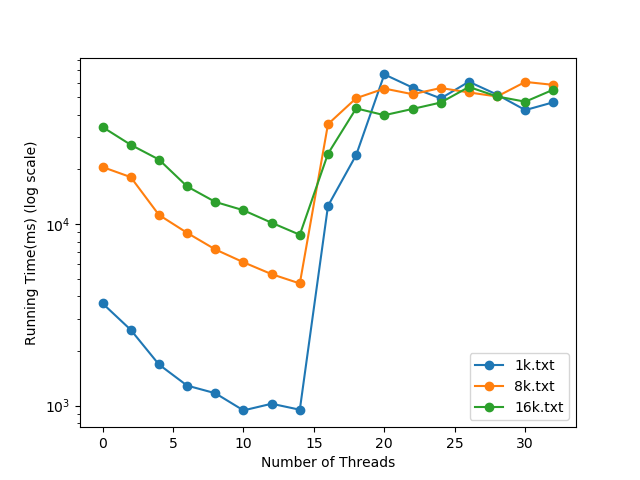 Running Time(ms) (log scale)
10⁴
10³
0 5 10 15 20 25 30
Number of Threads
1k.txt
8k.txt
16k.txt